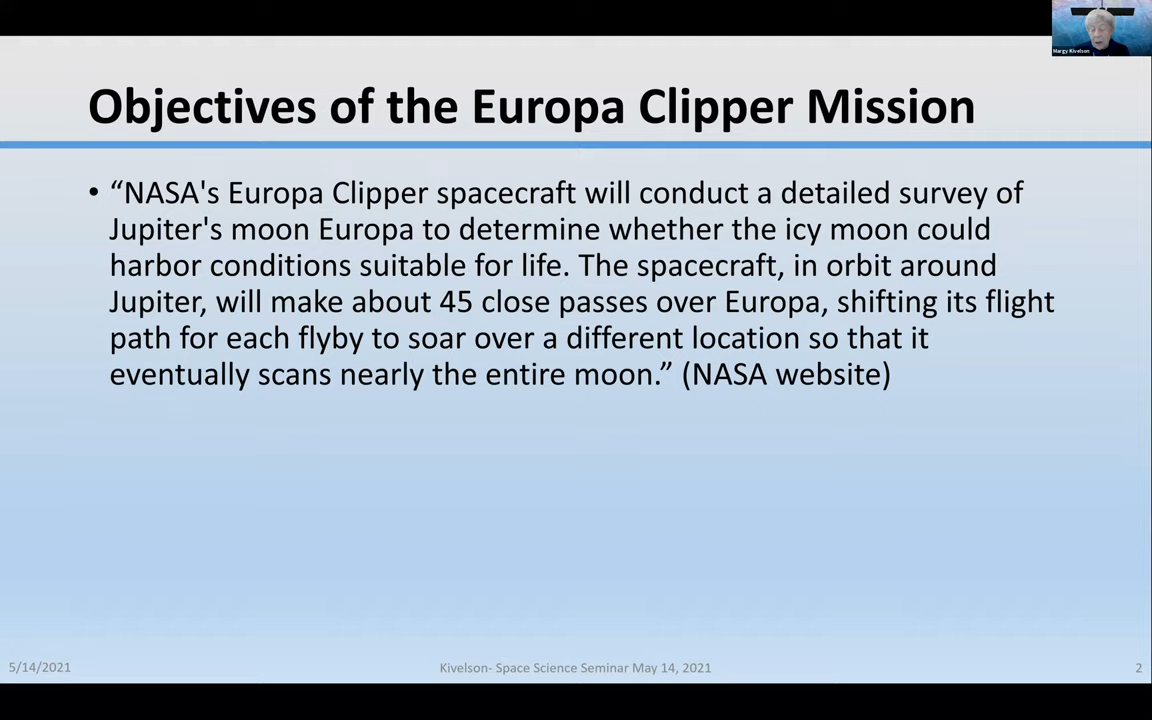 Margy Kivelson
Objectives of the Europa Clipper Mission
• “NASA's Europa Clipper spacecraft will conduct a detailed survey of
Jupiter's moon Europa to determine whether the icy moon could
harbor conditions suitable for life. The spacecraft, in orbit around
Jupiter, will make about 45 close passes over Europa, shifting its flight
path for each flyby to soar over a different location so that it
eventually scans nearly the entire moon.” (NASA website)
5/14/2021
Kivelson- Space Science Seminar May 14, 2021
2